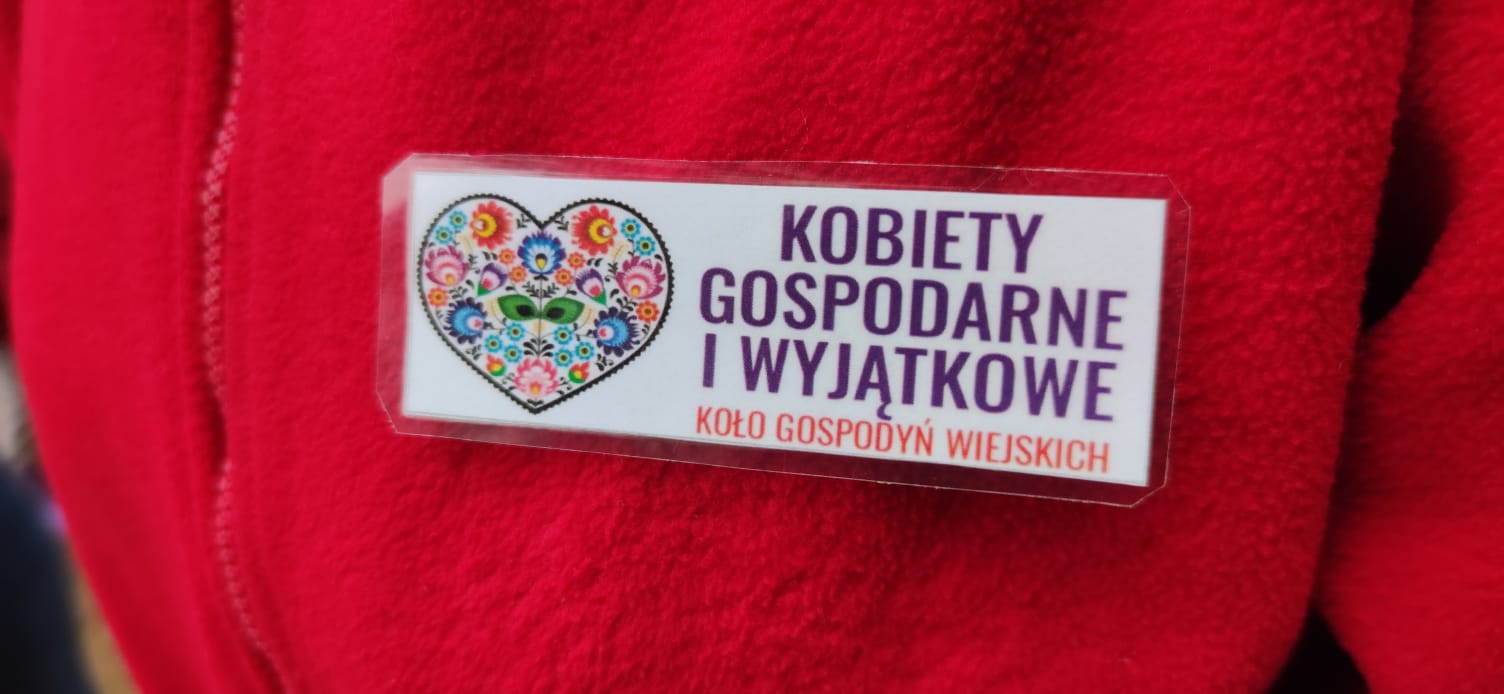 KOBIETY
GOSPODARNE
I WYJĄTKOWE
KOŁO GOSPODYŃ WIEJSKICH